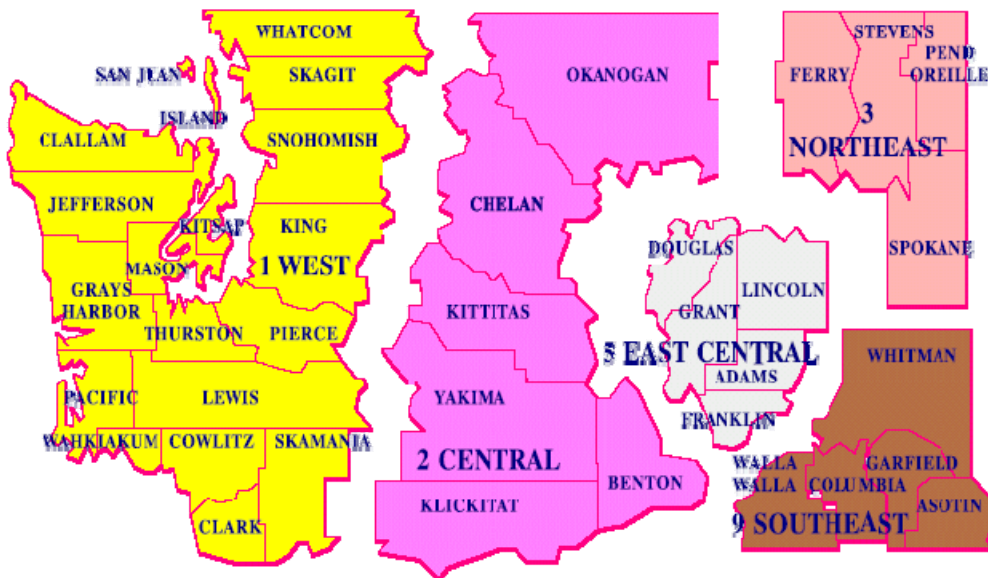 WHATCOM
SAN JUAN
SKAGIT
ISLAND
CLALLAM
SNOHOMISH
JEFFERSON
KITSAP
KING
MASON
1 WEST
GRAYS
HARBOR
THURSTON
PIERCE
PACIFIC
LEWIS
WAHKIAKUM
COWLITZ
SKAMANIA
CLARK
OKANOGAN
CHELAN
KITTITAS
YAKIMA
2 CENTRAL
BENTON
KLICKITAT
STEVENS
PEND
OREILLE
FERRY
3
NORTHEAST
SPOKANE
DOUGLAS
LINCOLN
GRANT
5 EAST CENTRAL
ADAMS
FRANKLIN
WHITMAN
WALLA
WALLA
GARFIELD
COLUMBIA
ASOTIN
9 SOUTHEAST